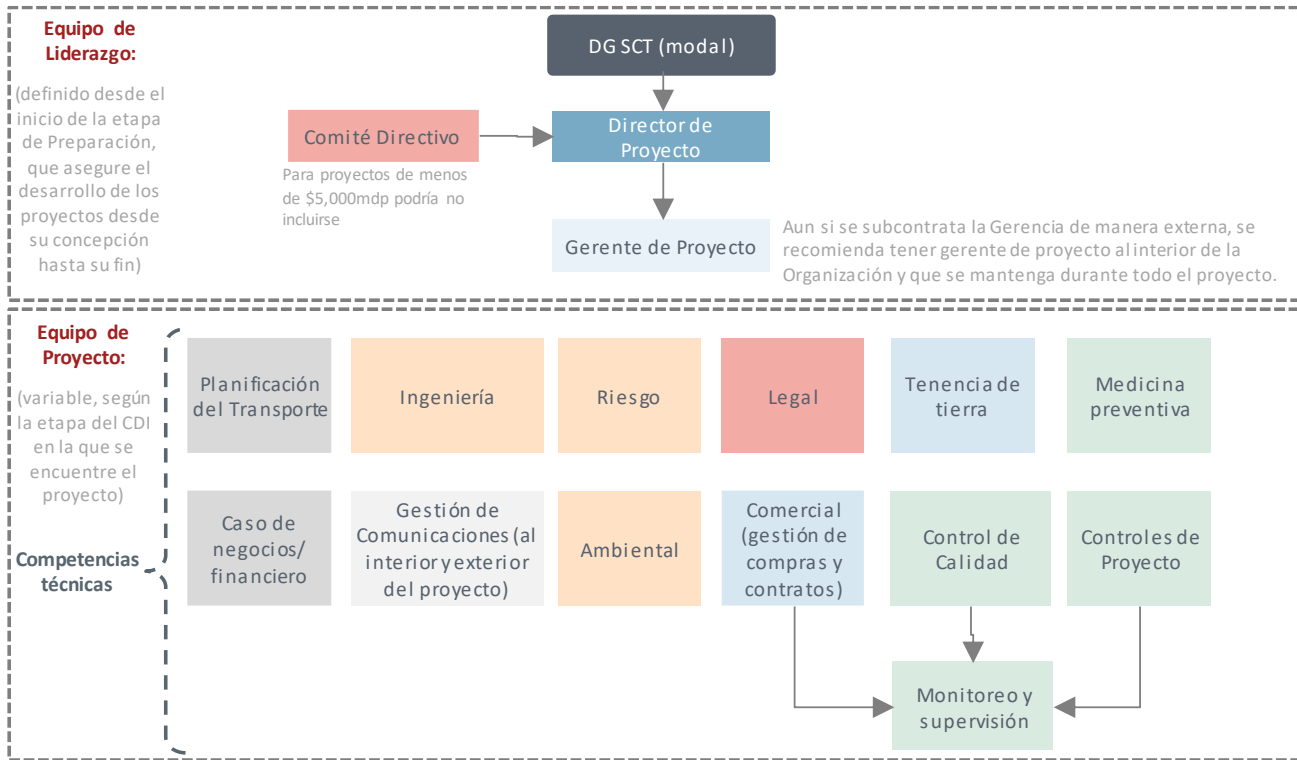 Equipo de
Liderazgo:
(definido desde el
inicio de la etapa
de Preparación,
que asegure el
desarrollo de los
proyectos desde
su concepción
hasta su fin)
DG SCT (modal)
Comité Directivo
Director de
Proyecto
Para proyectos de menos
de $5,000mdp podría no
incluirse
Gerente de Proyecto
Aun si se subcontrata la Gerencia de manera externa, se
recomienda tener gerente de proyecto al interior de la
Organización y que se mantenga durante todo el proyecto.
Equipo de
Proyecto:
(variable, según
la etapa del CDI
en la que se
encuentre el
proyecto)
Competencias
técnicas
Planificación
del Transporte
Ingeniería
Riesgo
Legal
Tenencia de
tierra
Medicina
preventiva
Caso de
negocios/
financiero
Gestión de
Comunicaciones (al
interior y exterior
del proyecto)
Ambiental
Comercial
(gestión de
compras y
contratos)
Control de
Calidad
Controles de
Proyecto
Monitoreo y
supervisión